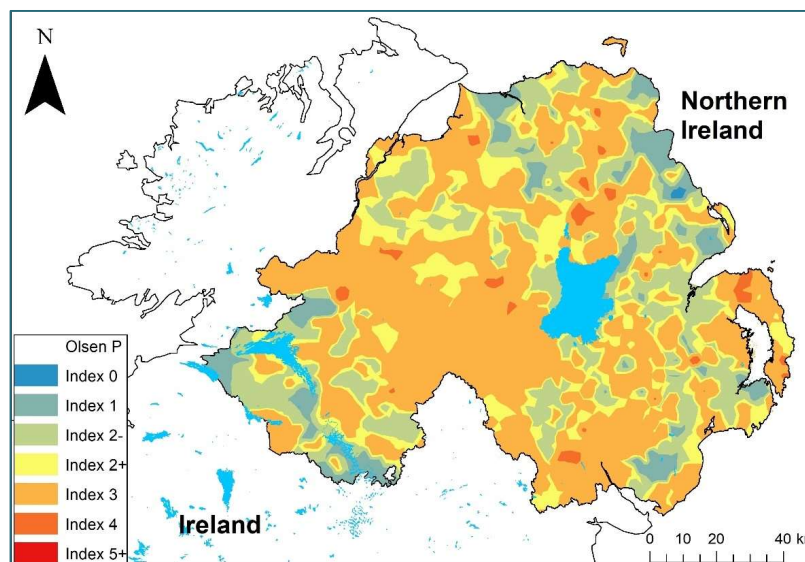 N
Northern
Ireland
Olsen P
Index 0
Index 1
Index 2-
Index 2+
Index 3
Index 4
Index 5+
Ireland
0 10 20 40 km